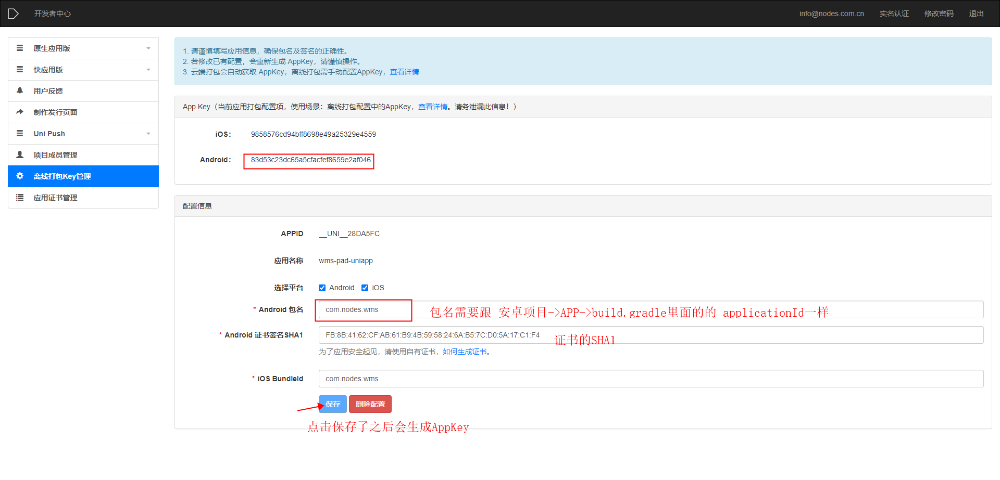 开发者中心
info@nodes.com.cn
实名认证
修改密码
退出
原生应用版
快应用版
用户反馈
制作发行页面
Uni Push
项目成员管理
离线打包Key管理
应用证书管理
1. 请谨慎填写应用信息，确保包名及签名的正确性。
2. 若修改已有配置，会重新生成 AppKey，请谨慎操作。
3. 云端打包会自动获取 AppKey，离线打包需手动配置AppKey，查看详情
App Key（当前应用打包配置项，使用场景：离线打包配置中的AppKey，查看详情。请务泄漏此信息！）
iOS： 9858576cd94bff8698e49a25329e4559
Android： 83d53c23dc65a5cfacfef8659e2af046
配置信息
APPID __UNI__28DA5FC
应用名称 wms-pad-uniapp
选择平台 Android iOS
* Android 包名 com.nodes.wms 包名需要跟 安卓项目->APP->build.gradle里面的的 applicationId一样
* Android 证书签名SHA1 FB:8B:41:62:CF:AB:61:B9:4B:59:58:24:6A:B5:7C:D0:5A:17:C1:F4 证书的SHA1
为了应用安全起见，请使用自有证书，如何生成证书。
* iOS BundleId com.nodes.wms
保存 删除配置
点击保存了之后会生成AppKey